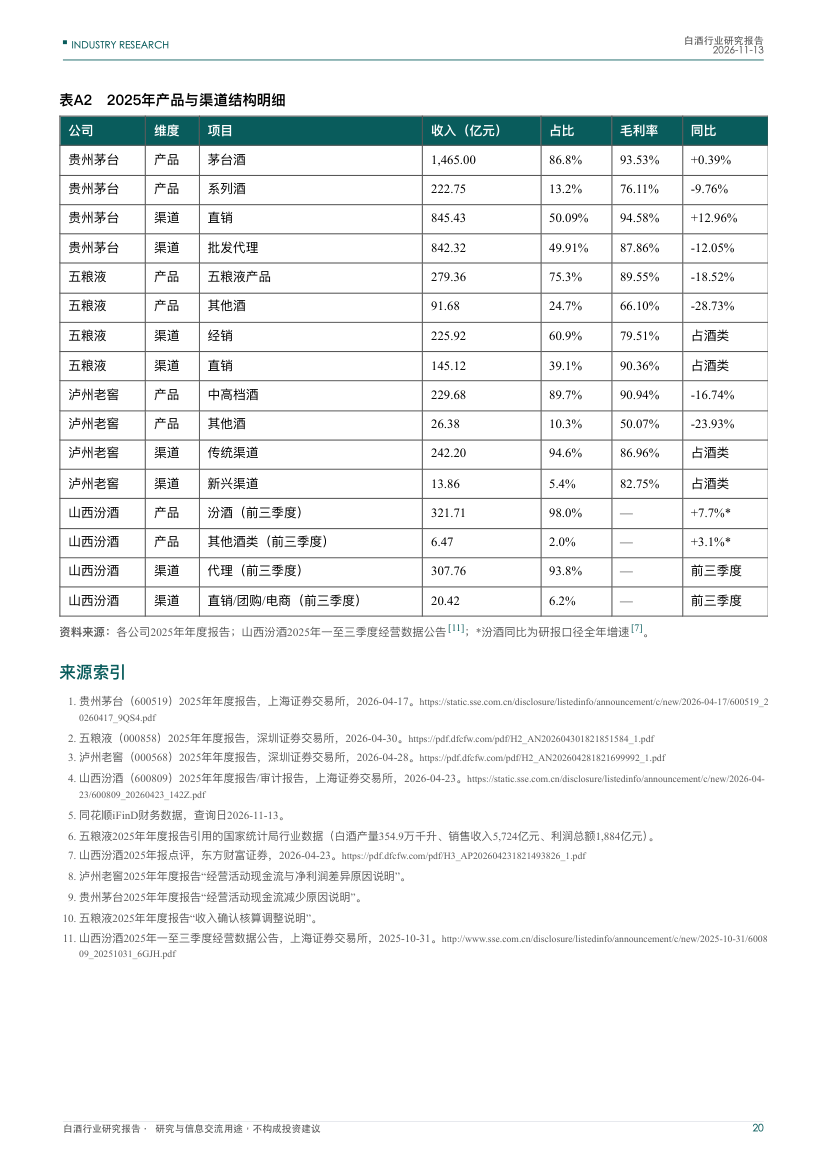 INDUSTRY RESEARCH
白酒行业研究报告
2026-11-13
表A2 2025年产品与渠道结构明细
公司 维度 项目 收入（亿元） 占比 毛利率 同比
贵州茅台 产品 茅台酒 1,465.00 86.8% 93.53% +0.39%
贵州茅台 产品 系列酒 222.75 13.2% 76.11% -9.76%
贵州茅台 渠道 直销 845.43 50.09% 94.58% +12.96%
贵州茅台 渠道 批发代理 842.32 49.91% 87.86% -12.05%
五粮液 产品 五粮液产品 279.36 75.3% 89.55% -18.52%
五粮液 产品 其他酒 91.68 24.7% 66.10% -28.73%
五粮液 渠道 经销 225.92 60.9% 79.51% 占酒类
五粮液 渠道 直销 145.12 39.1% 90.36% 占酒类
泸州老窖 产品 中高档酒 229.68 89.7% 90.94% -16.74%
泸州老窖 产品 其他酒 26.38 10.3% 50.07% -23.93%
泸州老窖 渠道 传统渠道 242.20 94.6% 86.96% 占酒类
泸州老窖 渠道 新兴渠道 13.86 5.4% 82.75% 占酒类
山西汾酒 产品 汾酒（前三季度） 321.71 98.0% — +7.7%*
山西汾酒 产品 其他酒类（前三季度） 6.47 2.0% — +3.1%*
山西汾酒 渠道 代理（前三季度） 307.76 93.8% — 前三季度
山西汾酒 渠道 直销/团购/电商（前三季度） 20.42 6.2% — 前三季度
资料来源：各公司2025年年度报告；山西汾酒2025年一至三季度经营数据公告[11]；*汾酒同比为研报口径全年增速[7]。
来源索引
1. 贵州茅台（600519）2025年年度报告，上海证券交易所，2026-04-17。https://static.sse.com.cn/disclosure/listedinfo/announcement/c/new/2026-04-17/600519_2
0260417_9QS4.pdf
2. 五粮液（000858）2025年年度报告，深圳证券交易所，2026-04-30。https://pdf.dfcfw.com/pdf/H2_AN202604301821851584_1.pdf
3. 泸州老窖（000568）2025年年度报告，深圳证券交易所，2026-04-28。https://pdf.dfcfw.com/pdf/H2_AN202604281821699992_1.pdf
4. 山西汾酒（600809）2025年年度报告/审计报告，上海证券交易所，2026-04-23。https://static.sse.com.cn/disclosure/listedinfo/announcement/c/new/2026-04-
23/600809_20260423_142Z.pdf
5. 同花顺iFinD财务数据，查询日2026-11-13。
6. 五粮液2025年年度报告引用的国家统计局行业数据（白酒产量354.9万千升、销售收入5,724亿元、利润总额1,884亿元）。
7. 山西汾酒2025年报点评，东方财富证券，2026-04-23。https://pdf.dfcfw.com/pdf/H3_AP202604231821493826_1.pdf
8. 泸州老窖2025年年度报告“经营活动现金流与净利润差异原因说明”。
9. 贵州茅台2025年年度报告“经营活动现金流减少原因说明”。
10. 五粮液2025年年度报告“收入确认核算调整说明”。
11. 山西汾酒2025年一至三季度经营数据公告，上海证券交易所，2025-10-31。http://www.sse.com.cn/disclosure/listedinfo/announcement/c/new/2025-10-31/6008
09_20251031_6GJH.pdf
白酒行业研究报告 · 研究与信息交流用途 · 不构成投资建议
20